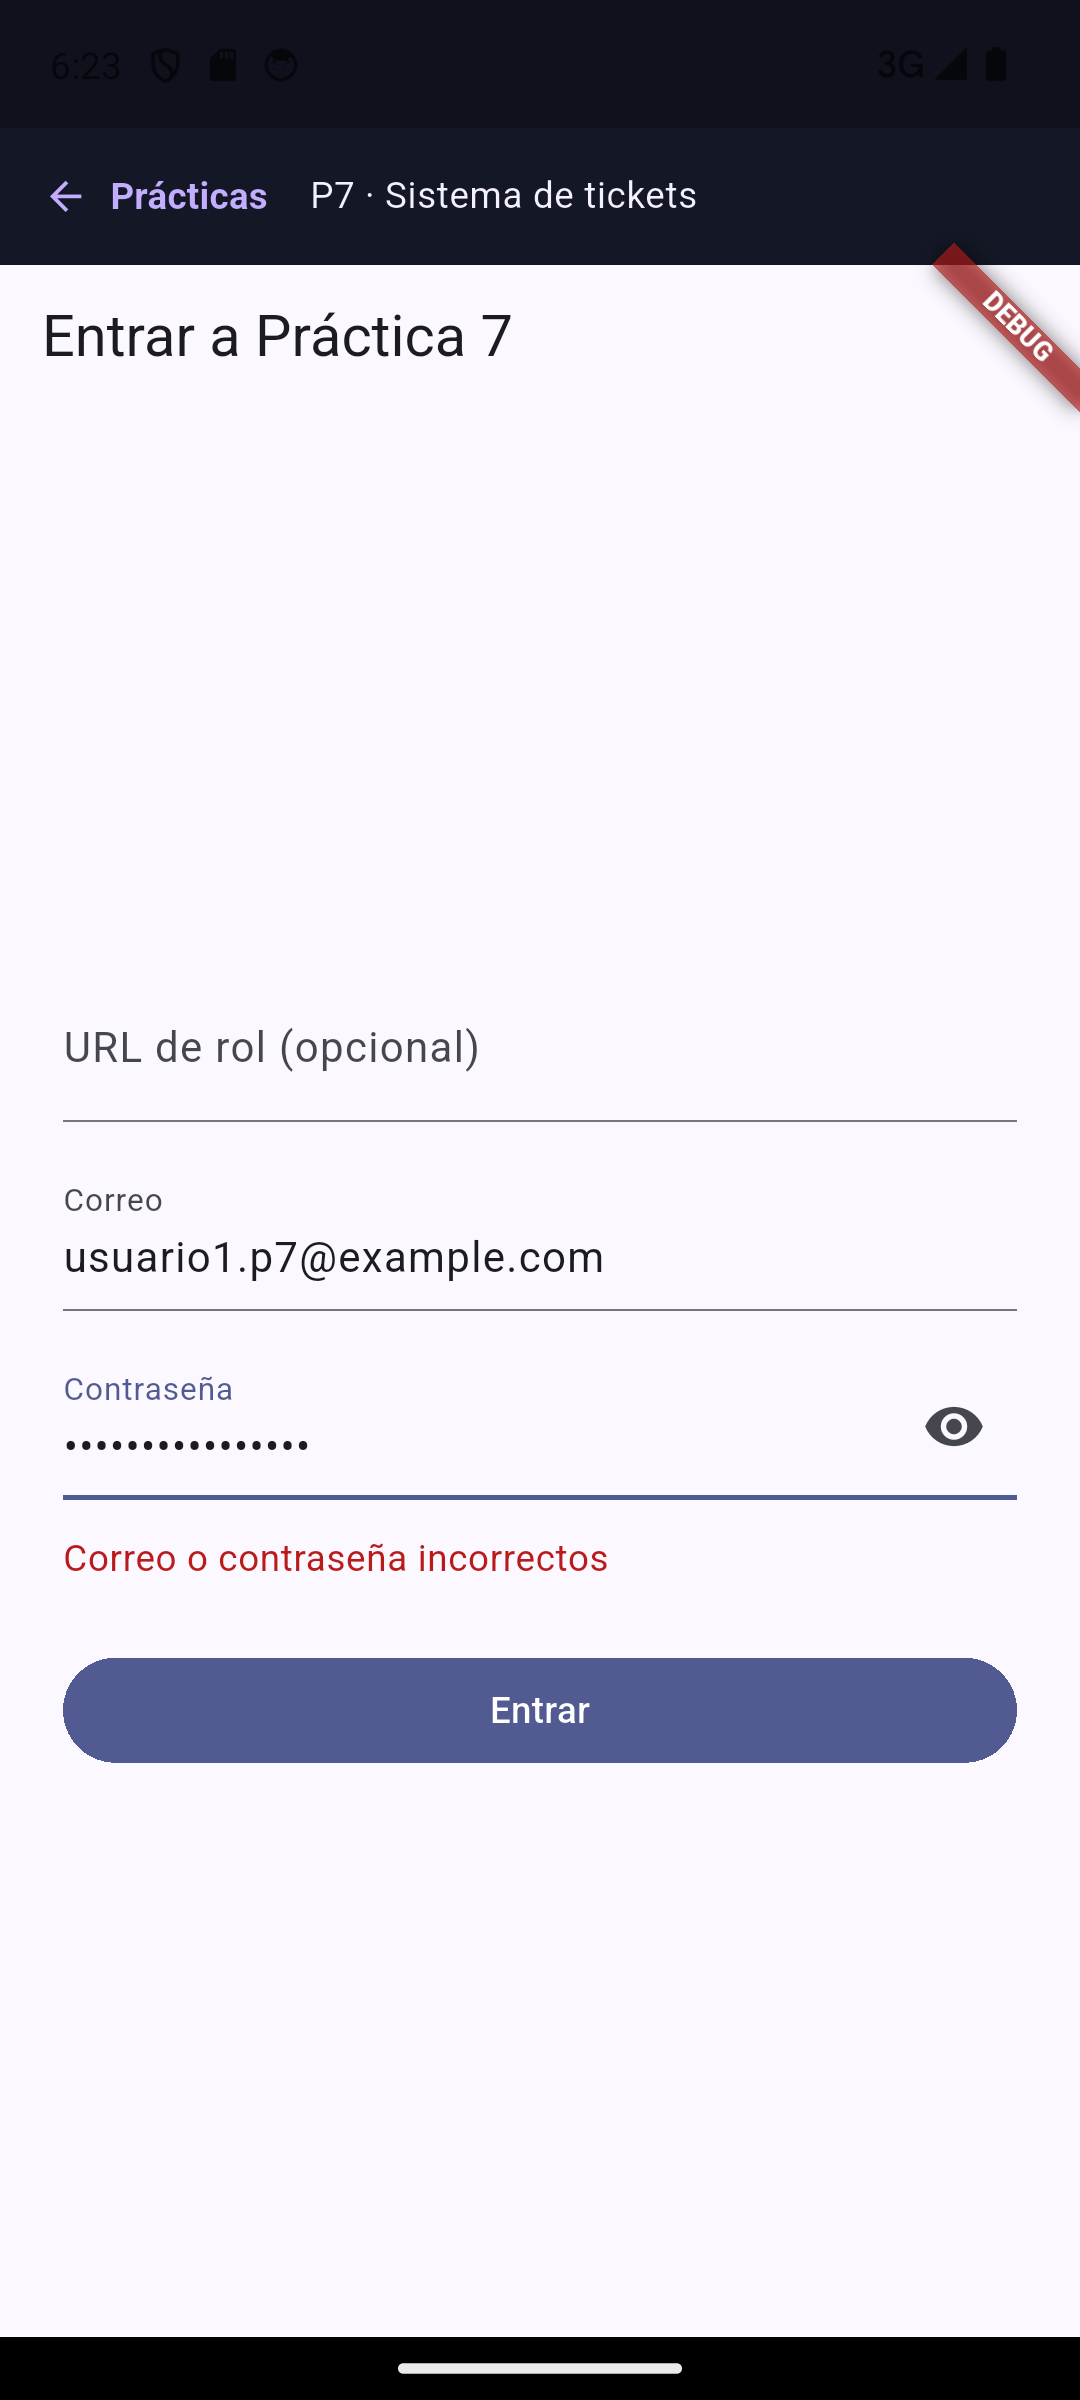 6:23 3G
Prácticas P7 · Sistema de tickets
DEBUG
Entrar a Práctica 7
URL de rol (opcional)
Correo
usuario1.p7@example.com
Contraseña
••••••••••••••••
Correo o contraseña incorrectos
Entrar